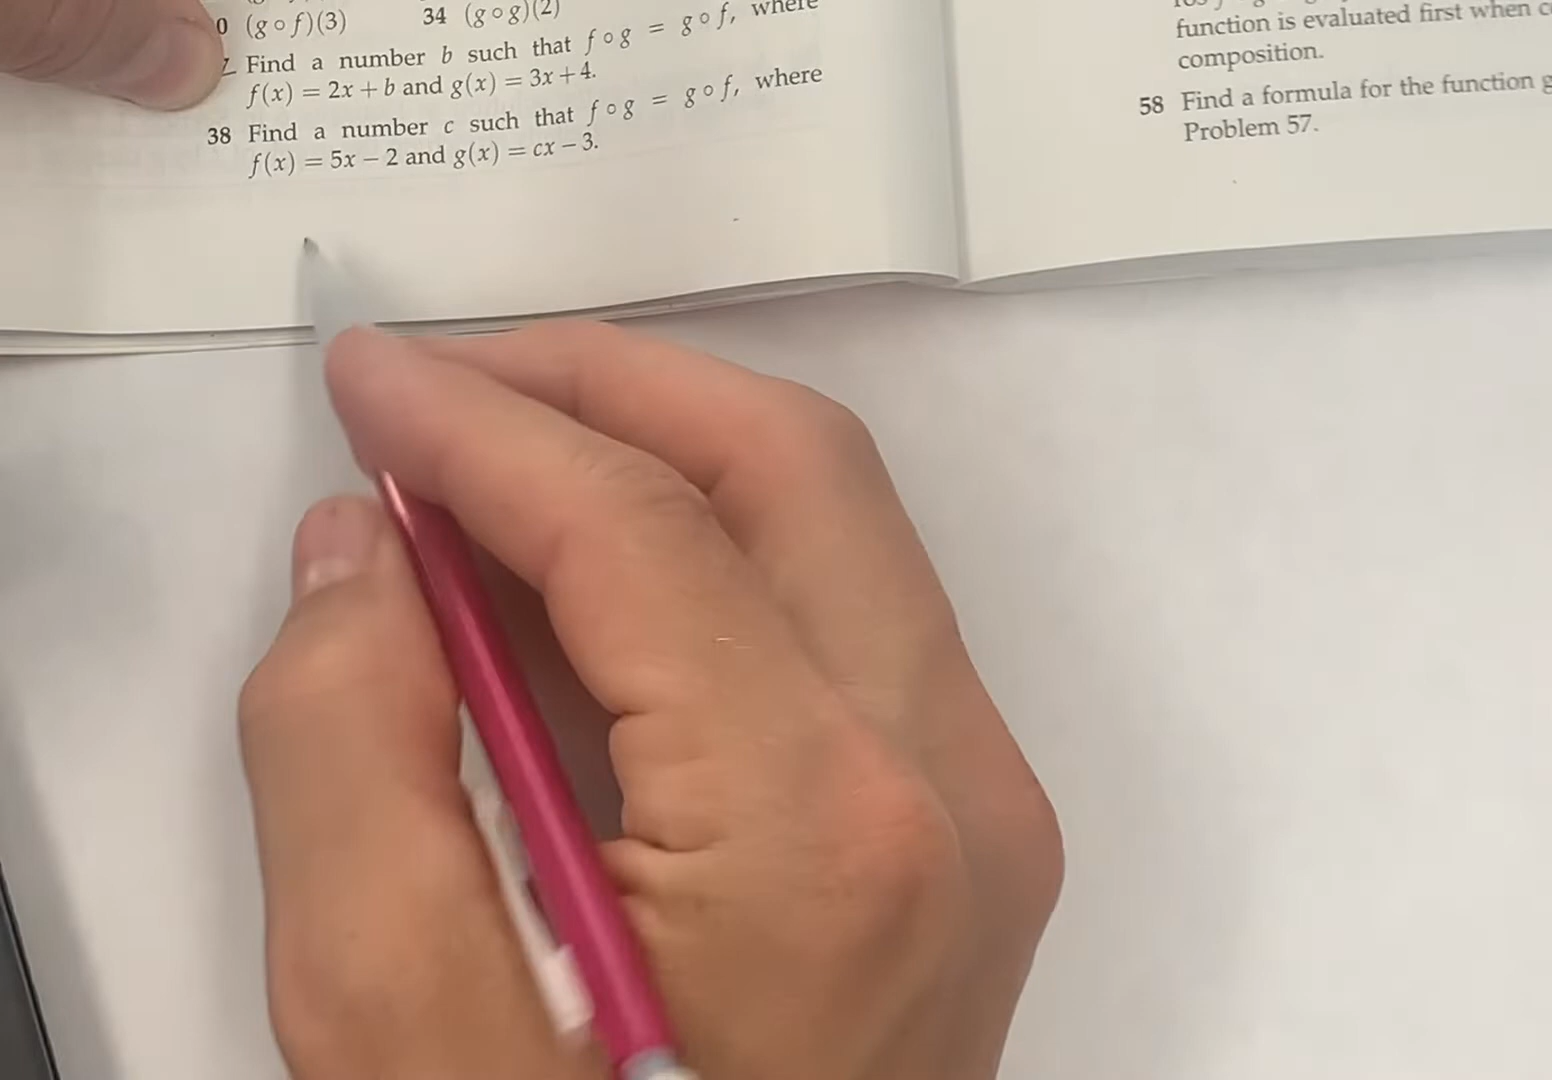 0 (g ∘ f)(3) 34 (g ∘ g)(2)
Find a number b such that f ∘ g = g ∘ f, where
f(x) = 2x + b and g(x) = 3x + 4.
38 Find a number c such that f ∘ g = g ∘ f, where
f(x) = 5x − 2 and g(x) = cx − 3.
function is evaluated first when
composition.
58 Find a formula for the function g
Problem 57.